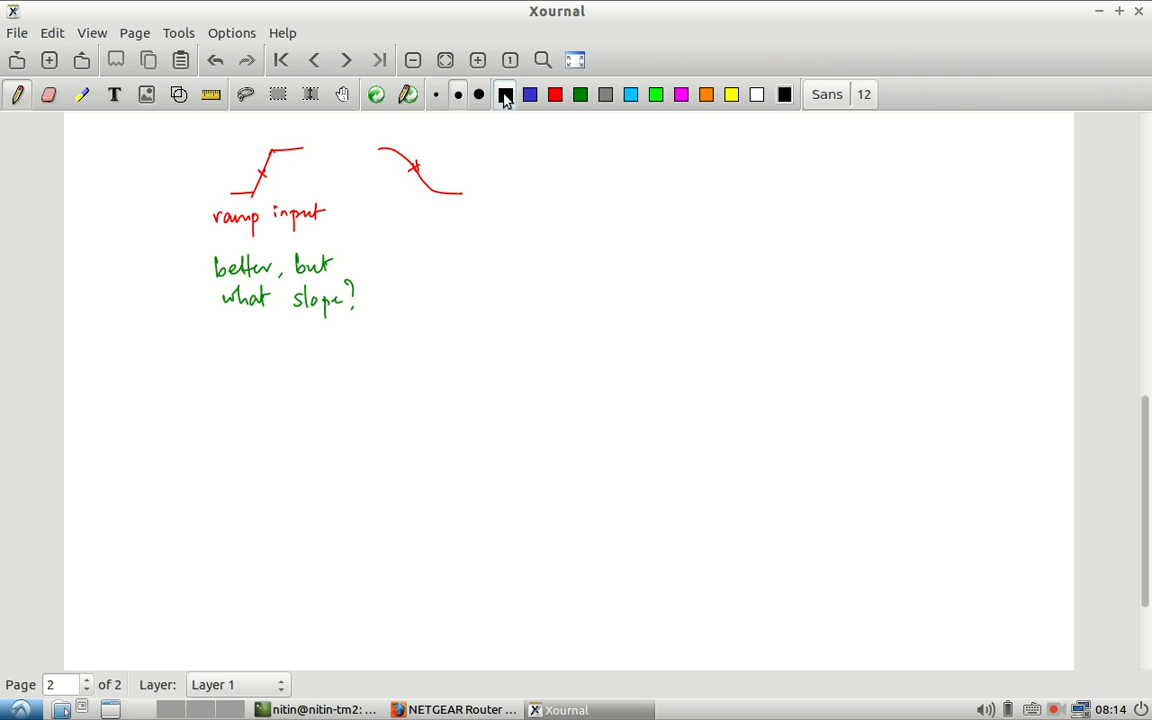 Xournal
File Edit View Page Tools Options Help
Sans 12
ramp input
better, but
what slope?
Page 2 of 2 Layer: Layer 1
nitin@nitin-tm2: ... NETGEAR Router ... Xournal 08:14